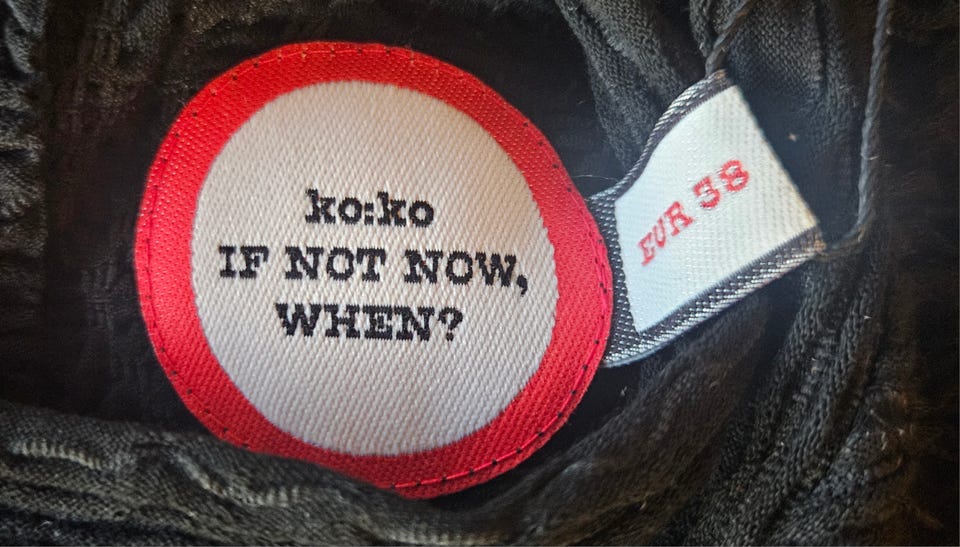 ko:ko
IF NOT NOW,
WHEN?
EUR 38